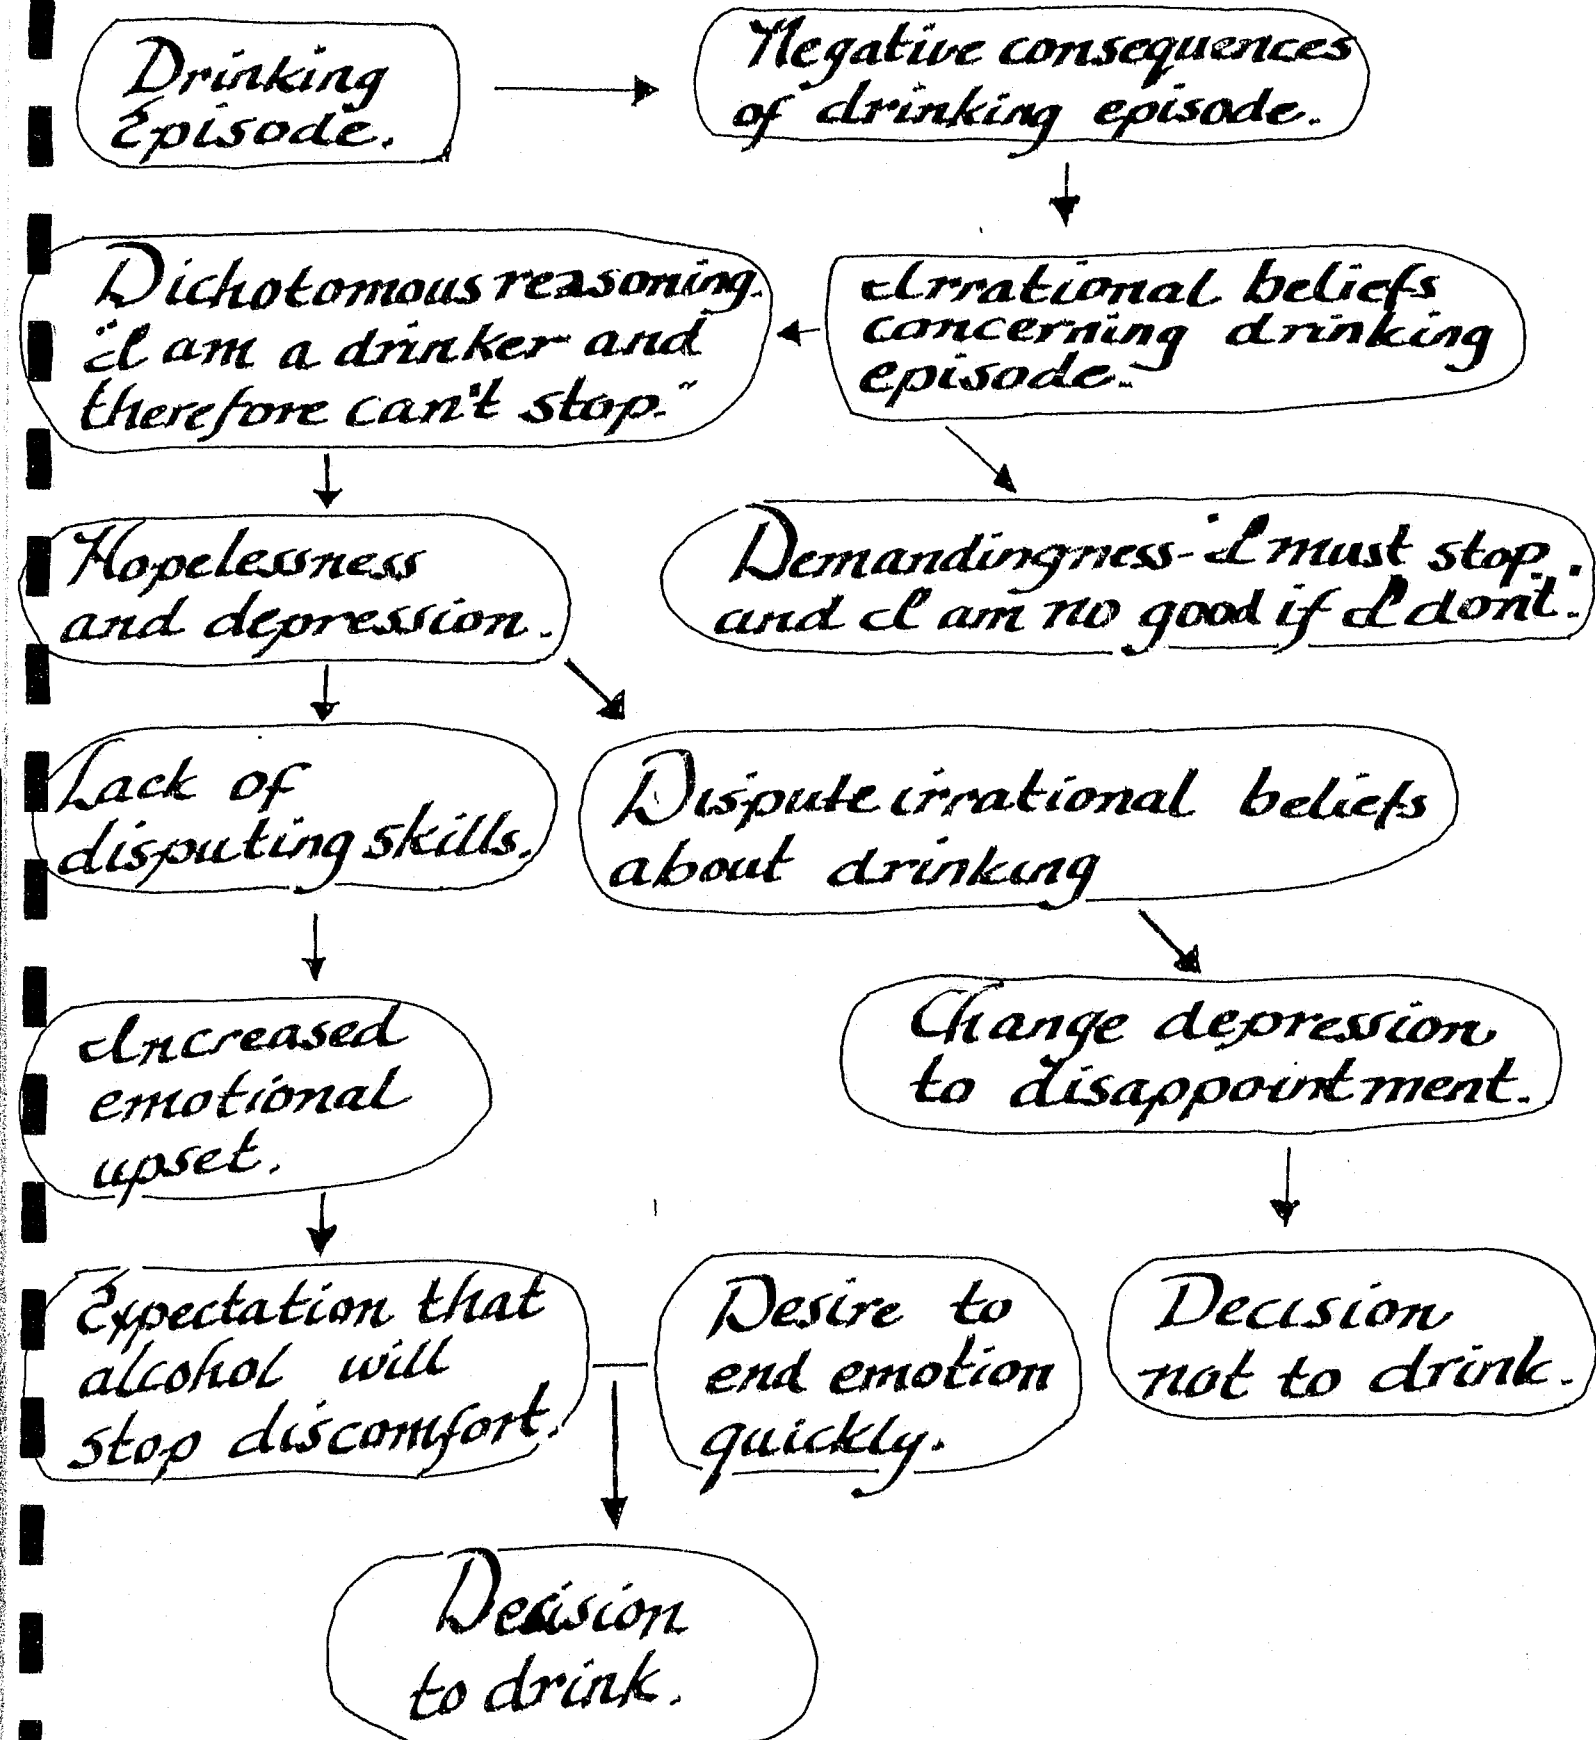 Drinking
Episode.
Negative consequences
of drinking episode.
Dichotomous reasoning.
"I am a drinker and
therefore can't stop."
Irrational beliefs
concerning drinking
episode.
Hopelessness
and depression.
Demandingness - I must stop
and I am no good if I don't.
Lack of
disputing skills.
Dispute irrational beliefs
about drinking
Increased
emotional
upset.
Change depression
to disappointment.
Expectation that
alcohol will
stop discomfort.
Desire to
end emotion
quickly.
Decision
not to drink.
Decision
to drink.